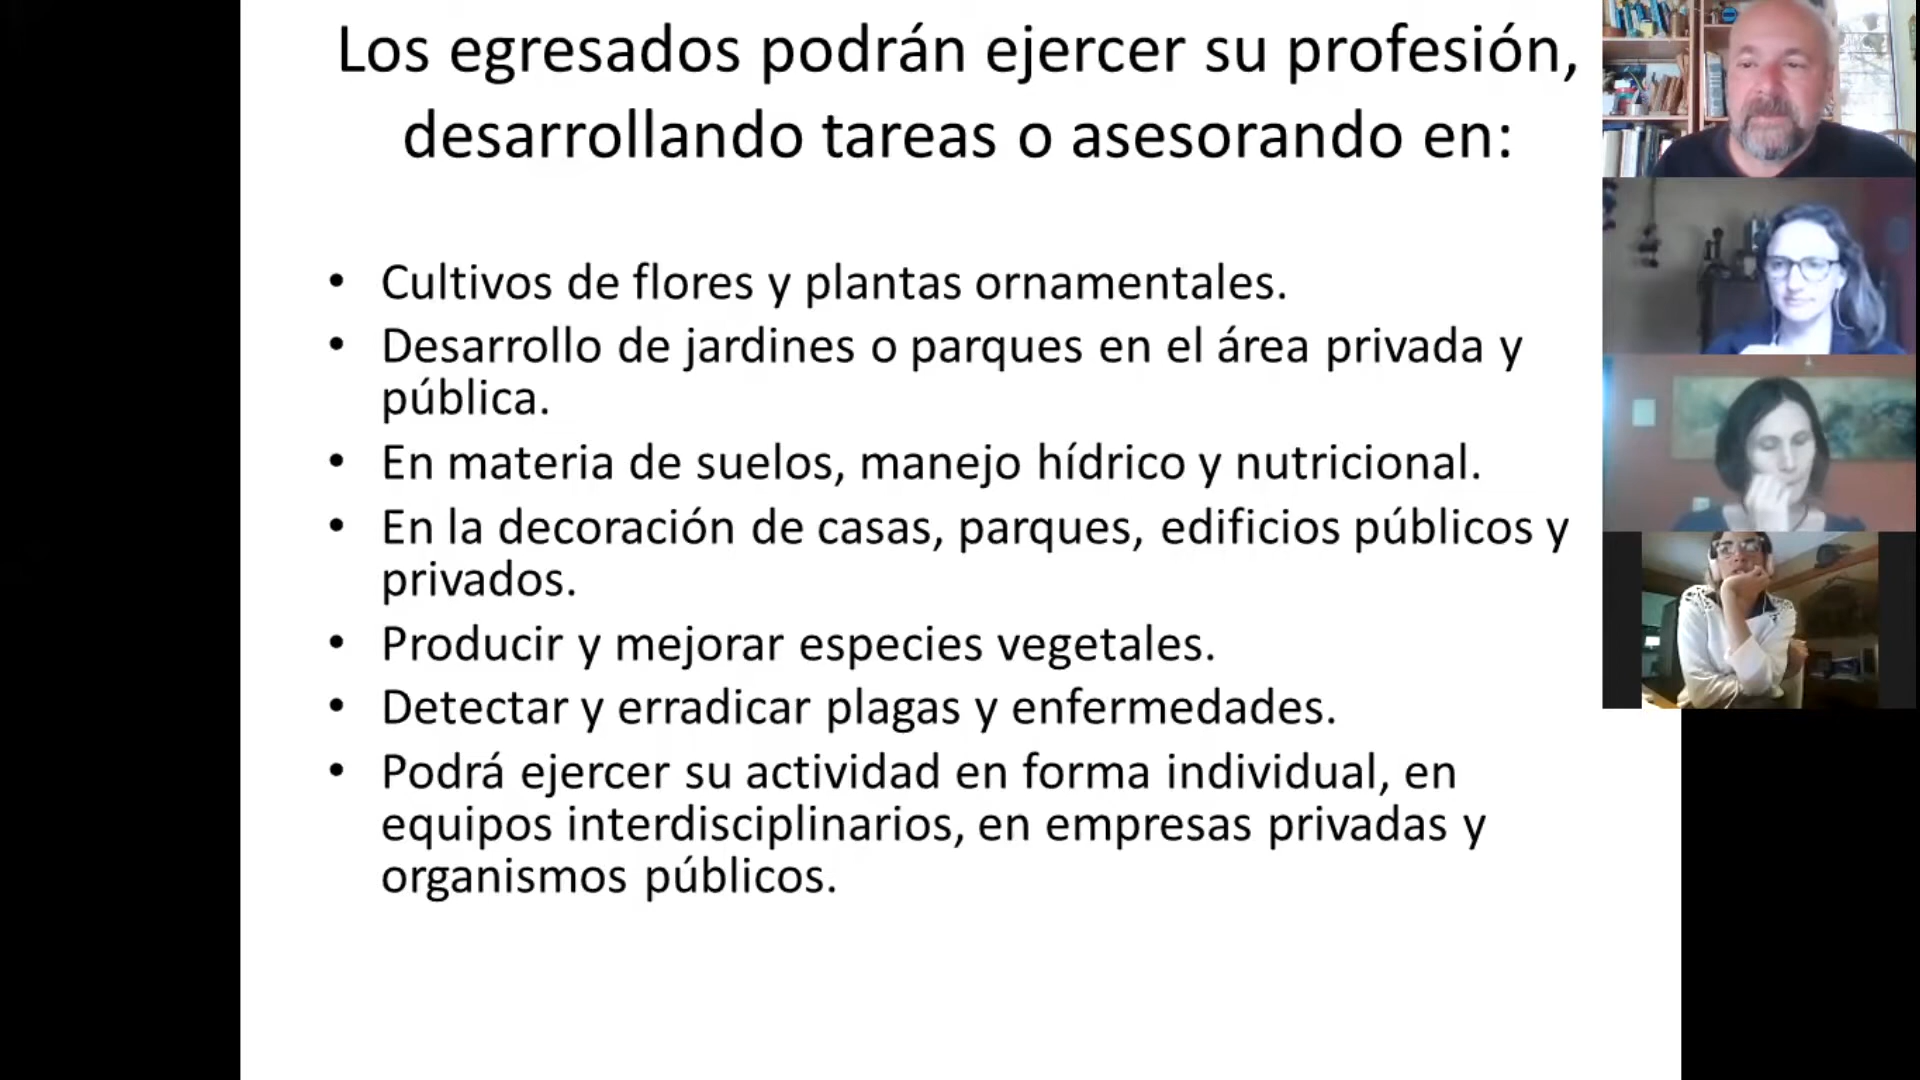 Los egresados podrán ejercer su profesión,
desarrollando tareas o asesorando en:
• Cultivos de flores y plantas ornamentales.
• Desarrollo de jardines o parques en el área privada y
pública.
• En materia de suelos, manejo hídrico y nutricional.
• En la decoración de casas, parques, edificios públicos y
privados.
• Producir y mejorar especies vegetales.
• Detectar y erradicar plagas y enfermedades.
• Podrá ejercer su actividad en forma individual, en
equipos interdisciplinarios, en empresas privadas y
organismos públicos.